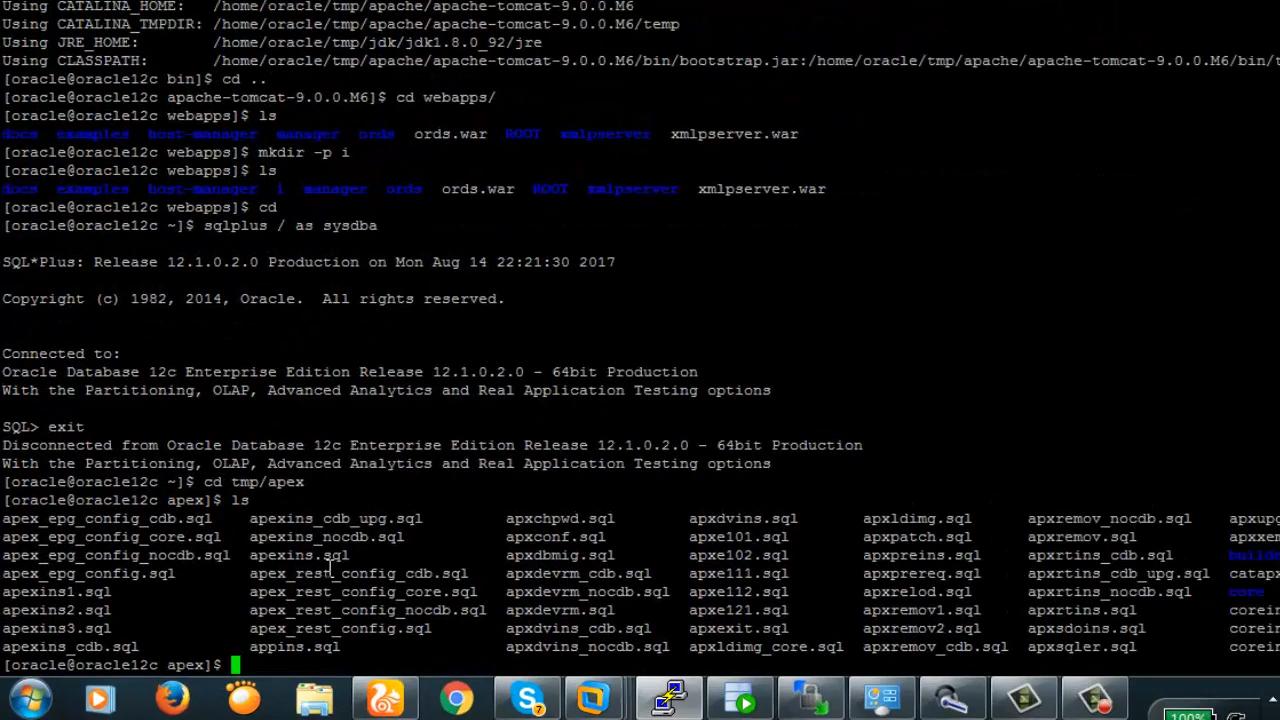 Using CATALINA_HOME: /home/oracle/tmp/apache/apache-tomcat-9.0.0.M6
Using CATALINA_TMPDIR: /home/oracle/tmp/apache/apache-tomcat-9.0.0.M6/temp
Using JRE_HOME: /home/oracle/tmp/jdk/jdk1.8.0_92/jre
Using CLASSPATH: /home/oracle/tmp/apache/apache-tomcat-9.0.0.M6/bin/bootstrap.jar:/home/oracle/tmp/apache/apache-tomcat-9.0.0.M6/bin/t
[oracle@oracle12c bin]$ cd ..
[oracle@oracle12c apache-tomcat-9.0.0.M6]$ cd webapps/
[oracle@oracle12c webapps]$ ls
docs examples host-manager manager ords ords.war ROOT xmlpserver xmlpserver.war
[oracle@oracle12c webapps]$ mkdir -p i
[oracle@oracle12c webapps]$ ls
docs examples host-manager i manager ords ords.war ROOT xmlpserver xmlpserver.war
[oracle@oracle12c webapps]$ cd
[oracle@oracle12c ~]$ sqlplus / as sysdba
SQL*Plus: Release 12.1.0.2.0 Production on Mon Aug 14 22:21:30 2017
Copyright (c) 1982, 2014, Oracle. All rights reserved.
Connected to:
Oracle Database 12c Enterprise Edition Release 12.1.0.2.0 - 64bit Production
With the Partitioning, OLAP, Advanced Analytics and Real Application Testing options
SQL> exit
Disconnected from Oracle Database 12c Enterprise Edition Release 12.1.0.2.0 - 64bit Production
With the Partitioning, OLAP, Advanced Analytics and Real Application Testing options
[oracle@oracle12c ~]$ cd tmp/apex
[oracle@oracle12c apex]$ ls
apex_epg_config_cdb.sql apexins_cdb_upg.sql apxchpwd.sql apxdvins.sql apxldimg.sql apxremov_nocdb.sql apxupg
apex_epg_config_core.sql apexins_nocdb.sql apxconf.sql apxe101.sql apxpatch.sql apxremov.sql apxxem
apex_epg_config_nocdb.sql apexins.sql apxdbmig.sql apxe102.sql apxpreins.sql apxrtins_cdb.sql builde
apex_epg_config.sql apex_rest_config_cdb.sql apxdevrm_cdb.sql apxe111.sql apxprereq.sql apxrtins_cdb_upg.sql catapx
apexins1.sql apex_rest_config_core.sql apxdevrm_nocdb.sql apxe112.sql apxrelod.sql apxrtins_nocdb.sql core
apexins2.sql apex_rest_config_nocdb.sql apxdevrm.sql apxe121.sql apxremov1.sql apxrtins.sql corein
apexins3.sql apex_rest_config.sql apxdvins_cdb.sql apxexit.sql apxremov2.sql apxsdoins.sql corein
apexins_cdb.sql appins.sql apxdvins_nocdb.sql apxldimg_core.sql apxremov_cdb.sql apxsqler.sql corein
[oracle@oracle12c apex]$
7
100%